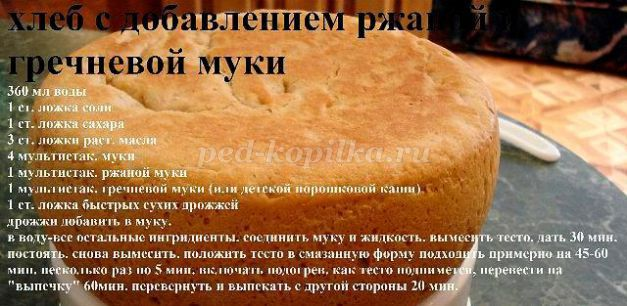 хлеб с добавлением ржаной и
гречневой муки
360 мл воды
1 ст. ложка соли
1 ст. ложка сахара
3 ст. ложки раст. масла
4 мультистак. муки
ped-kopilka.ru
1 мультистак. ржаной муки
1 мультистак. гречневой муки (или детской порошковой каши)
1 ст. ложка быстрых сухих дрожжей
дрожжи добавить в муку.
в воду-все остальные ингридиенты. соединить муку и жидкость. вымесить тесто, дать 30 мин.
постоять. снова вымесить. положить тесто в смазанную форму подходить примерно на 45-60
мин. несколько раз по 5 мин. включать подогрев. как тесто поднимется, перевести на
"выпечку" 60мин. перевернуть и выпекать с другой стороны 20 мин.